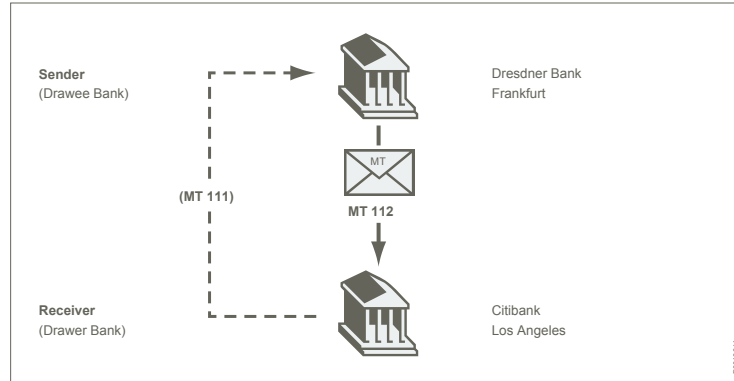 Sender
(Drawee Bank)
Dresdner Bank
Frankfurt
MT
(MT 111)
MT 112
Receiver
(Drawer Bank)
Citibank
Los Angeles